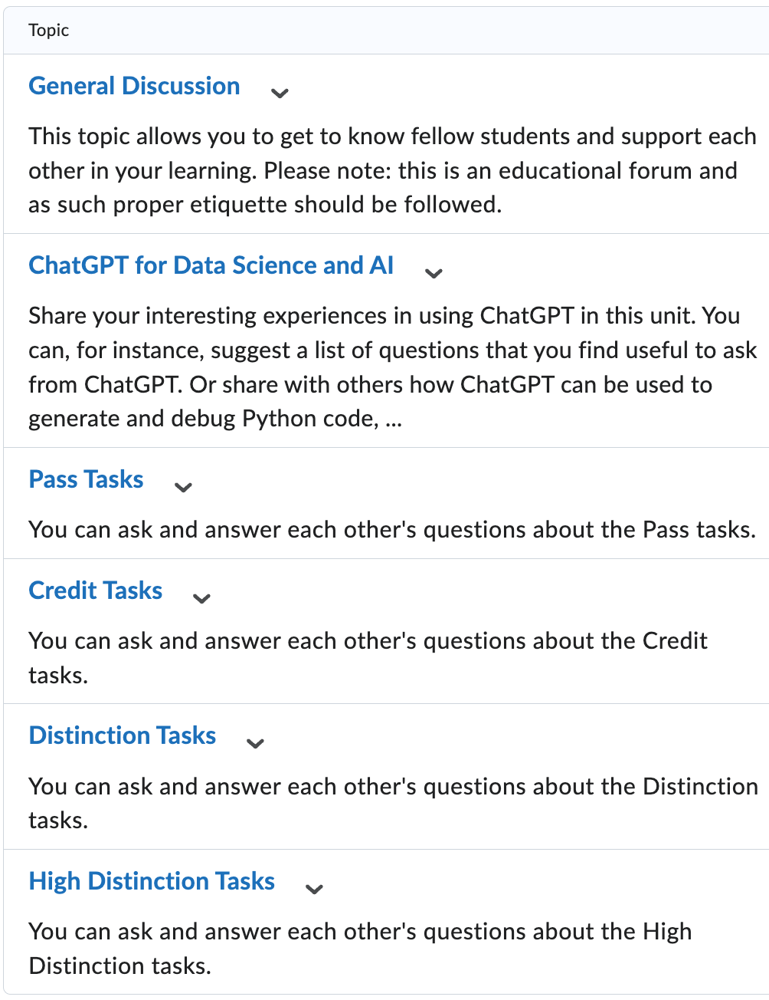 Topic
General Discussion
This topic allows you to get to know fellow students and support each
other in your learning. Please note: this is an educational forum and
as such proper etiquette should be followed.
ChatGPT for Data Science and AI
Share your interesting experiences in using ChatGPT in this unit. You
can, for instance, suggest a list of questions that you find useful to ask
from ChatGPT. Or share with others how ChatGPT can be used to
generate and debug Python code, ...
Pass Tasks
You can ask and answer each other's questions about the Pass tasks.
Credit Tasks
You can ask and answer each other's questions about the Credit
tasks.
Distinction Tasks
You can ask and answer each other's questions about the Distinction
tasks.
High Distinction Tasks
You can ask and answer each other's questions about the High
Distinction tasks.